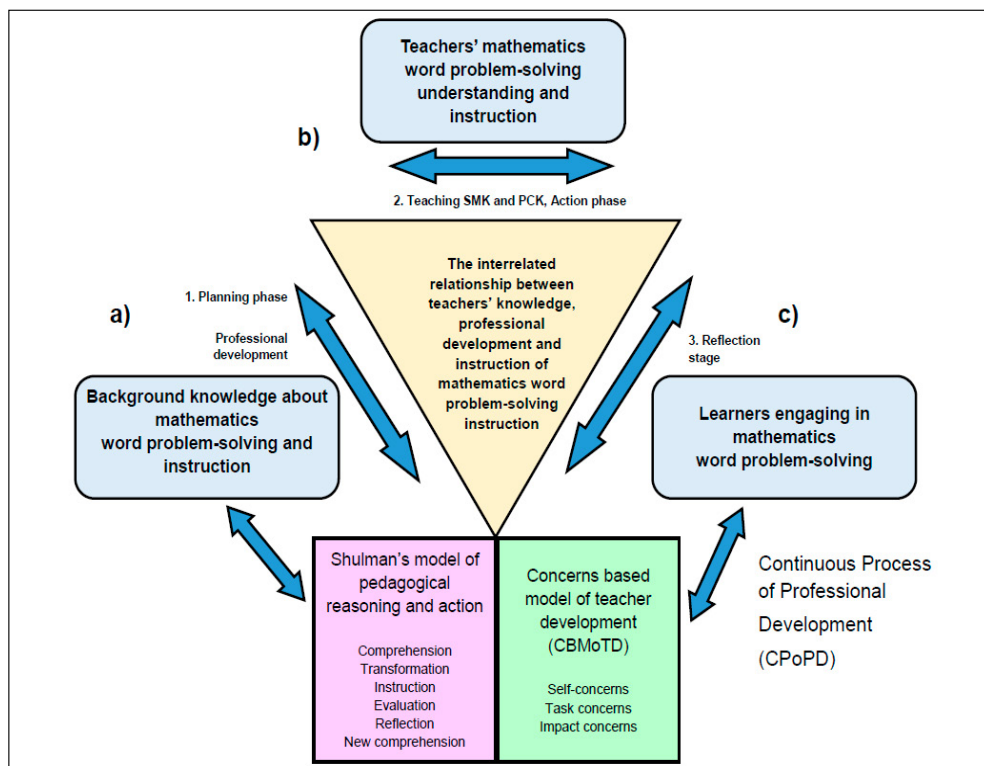 Teachers’ mathematics
word problem-solving
understanding and
instruction
b)
2. Teaching SMK and PCK, Action phase
The interrelated
relationship between
teachers’ knowledge,
professional
development and
instruction of
mathematics word
problem-solving
instruction
1. Planning phase
a)
Professional
development
c)
3. Reflection
stage
Background knowledge about
mathematics
word problem-solving and
instruction
Learners engaging in
mathematics
word problem-solving
Shulman’s model of
pedagogical
reasoning and action
Comprehension
Transformation
Instruction
Evaluation
Reflection
New comprehension
Concerns based
model of teacher
development
(CBMoTD)
Self-concerns
Task concerns
Impact concerns
Continuous Process
of Professional
Development
(CPoPD)